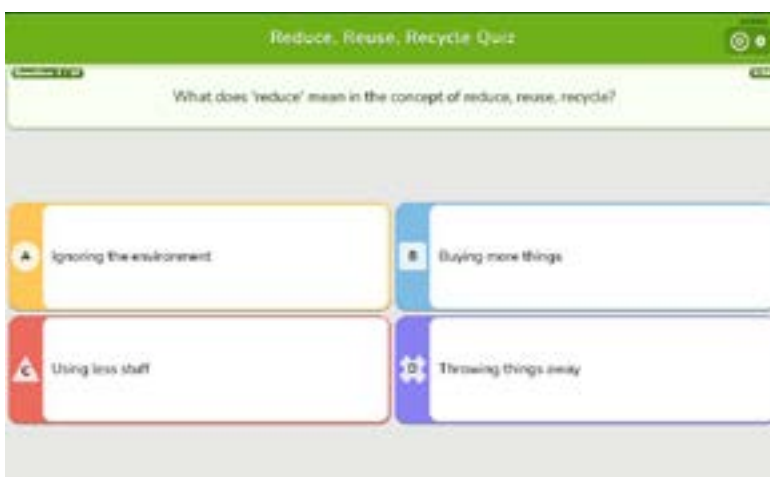 Reduce, Reuse, Recycle Quiz
0
What does 'reduce' mean in the concept of reduce, reuse, recycle?
A
Ignoring the environment
B
Buying more things
C
Using less stuff
D
Throwing things away